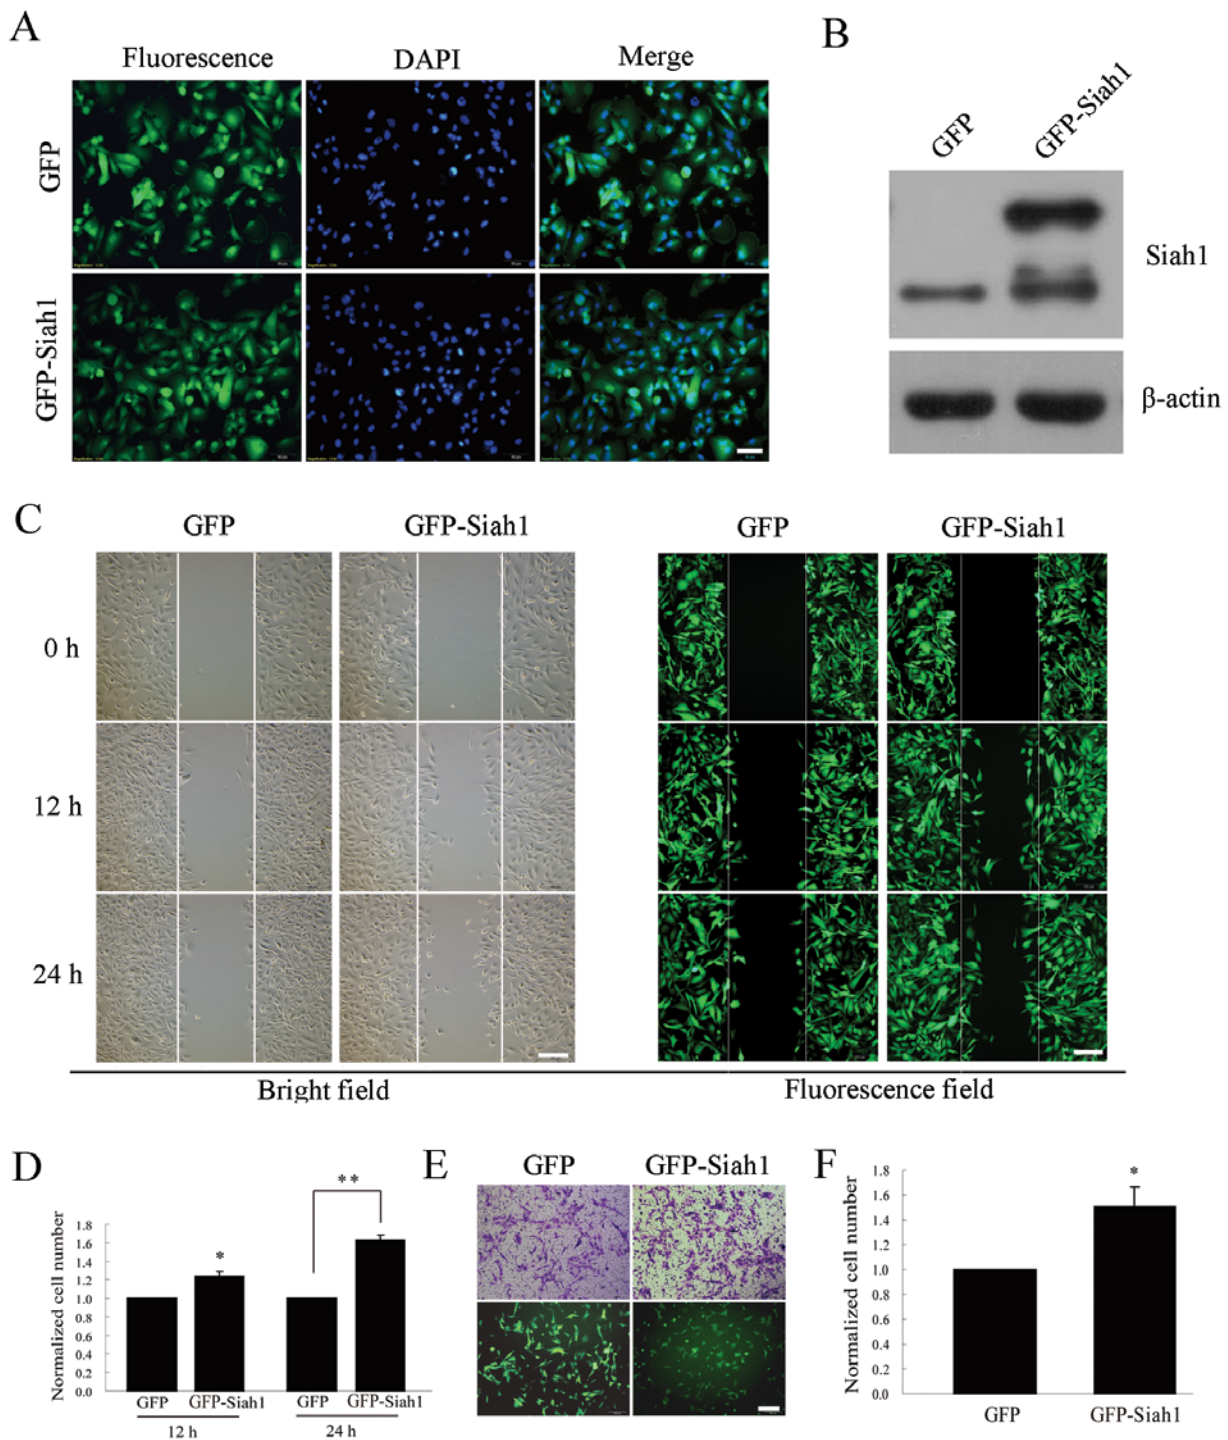 A
Fluorescence DAPI Merge
GFP
GFP-Siah1
B
GFP GFP-Siah1
Siah1
β-actin
C
GFP GFP-Siah1 GFP GFP-Siah1
0 h
12 h
24 h
Bright field Fluorescence field
D
Normalized cell number
1.8
1.6
1.4
1.2
1.0
0.8
0.6
0.4
0.2
0.0
*
**
GFP GFP-Siah1 GFP GFP-Siah1
12 h 24 h
E
GFP GFP-Siah1
F
Normalized cell number
1.8
1.6
1.4
1.2
1.0
0.8
0.6
0.4
0.2
0.0
*
GFP GFP-Siah1